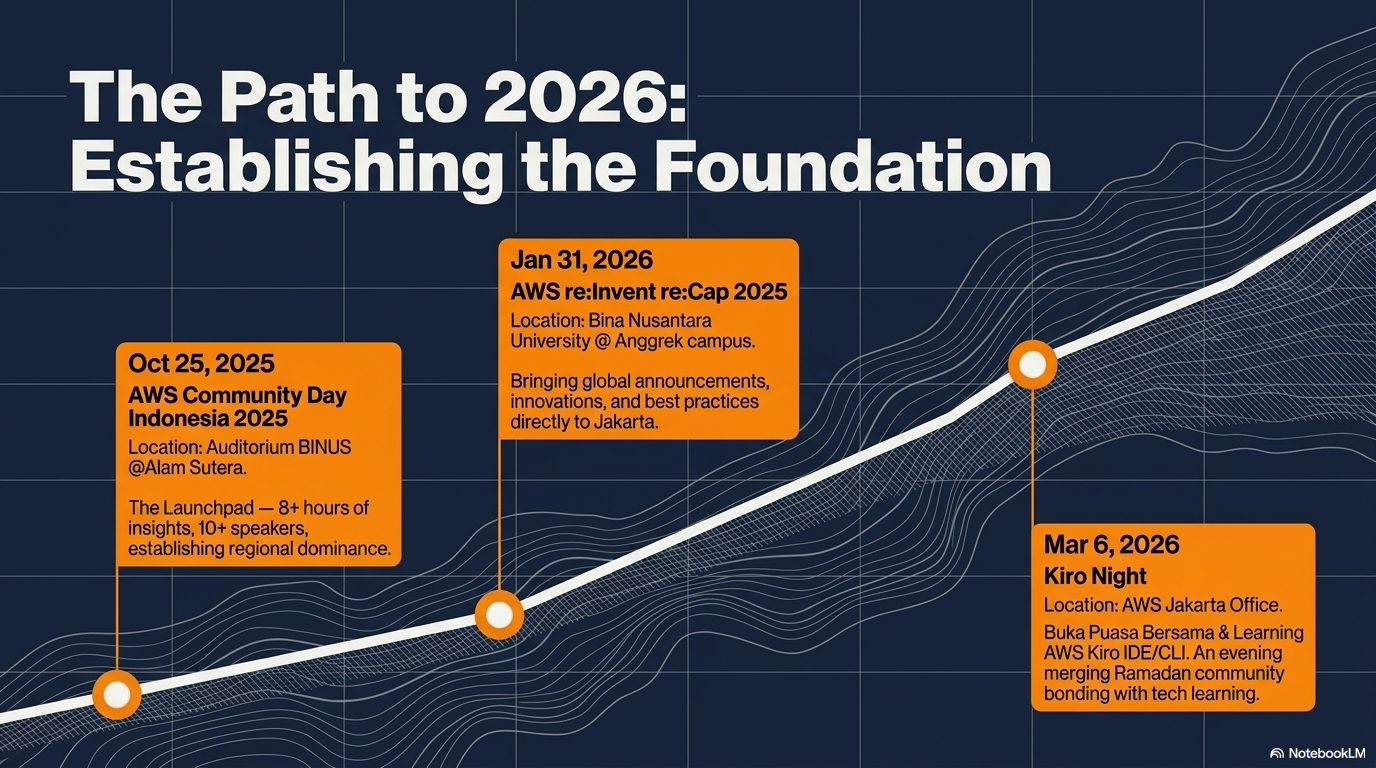 The Path to 2026:
Establishing the Foundation
Oct 25, 2025
AWS Community Day
Indonesia 2025
Location: Auditorium BINUS
@Alam Sutera.
The Launchpad — 8+ hours of
insights, 10+ speakers,
establishing regional dominance.
Jan 31, 2026
AWS re:Invent re:Cap 2025
Location: Bina Nusantara
University @ Anggrek campus.
Bringing global announcements,
innovations, and best practices
directly to Jakarta.
Mar 6, 2026
Kiro Night
Location: AWS Jakarta Office.
Buka Puasa Bersama & Learning
AWS Kiro IDE/CLI. An evening
merging Ramadan community
bonding with tech learning.
NotebookLM